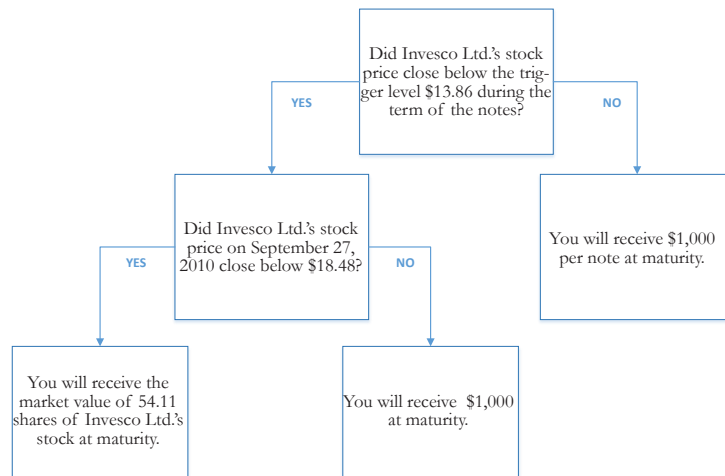 Did Invesco Ltd.'s stock
price close below the trig-
ger level $13.86 during the
term of the notes?
YES
NO
Did Invesco Ltd.'s stock
price on September 27,
2010 close below $18.48?
You will receive $1,000
per note at maturity.
YES
NO
You will receive the
market value of 54.11
shares of Invesco Ltd.'s
stock at maturity.
You will receive $1,000
at maturity.